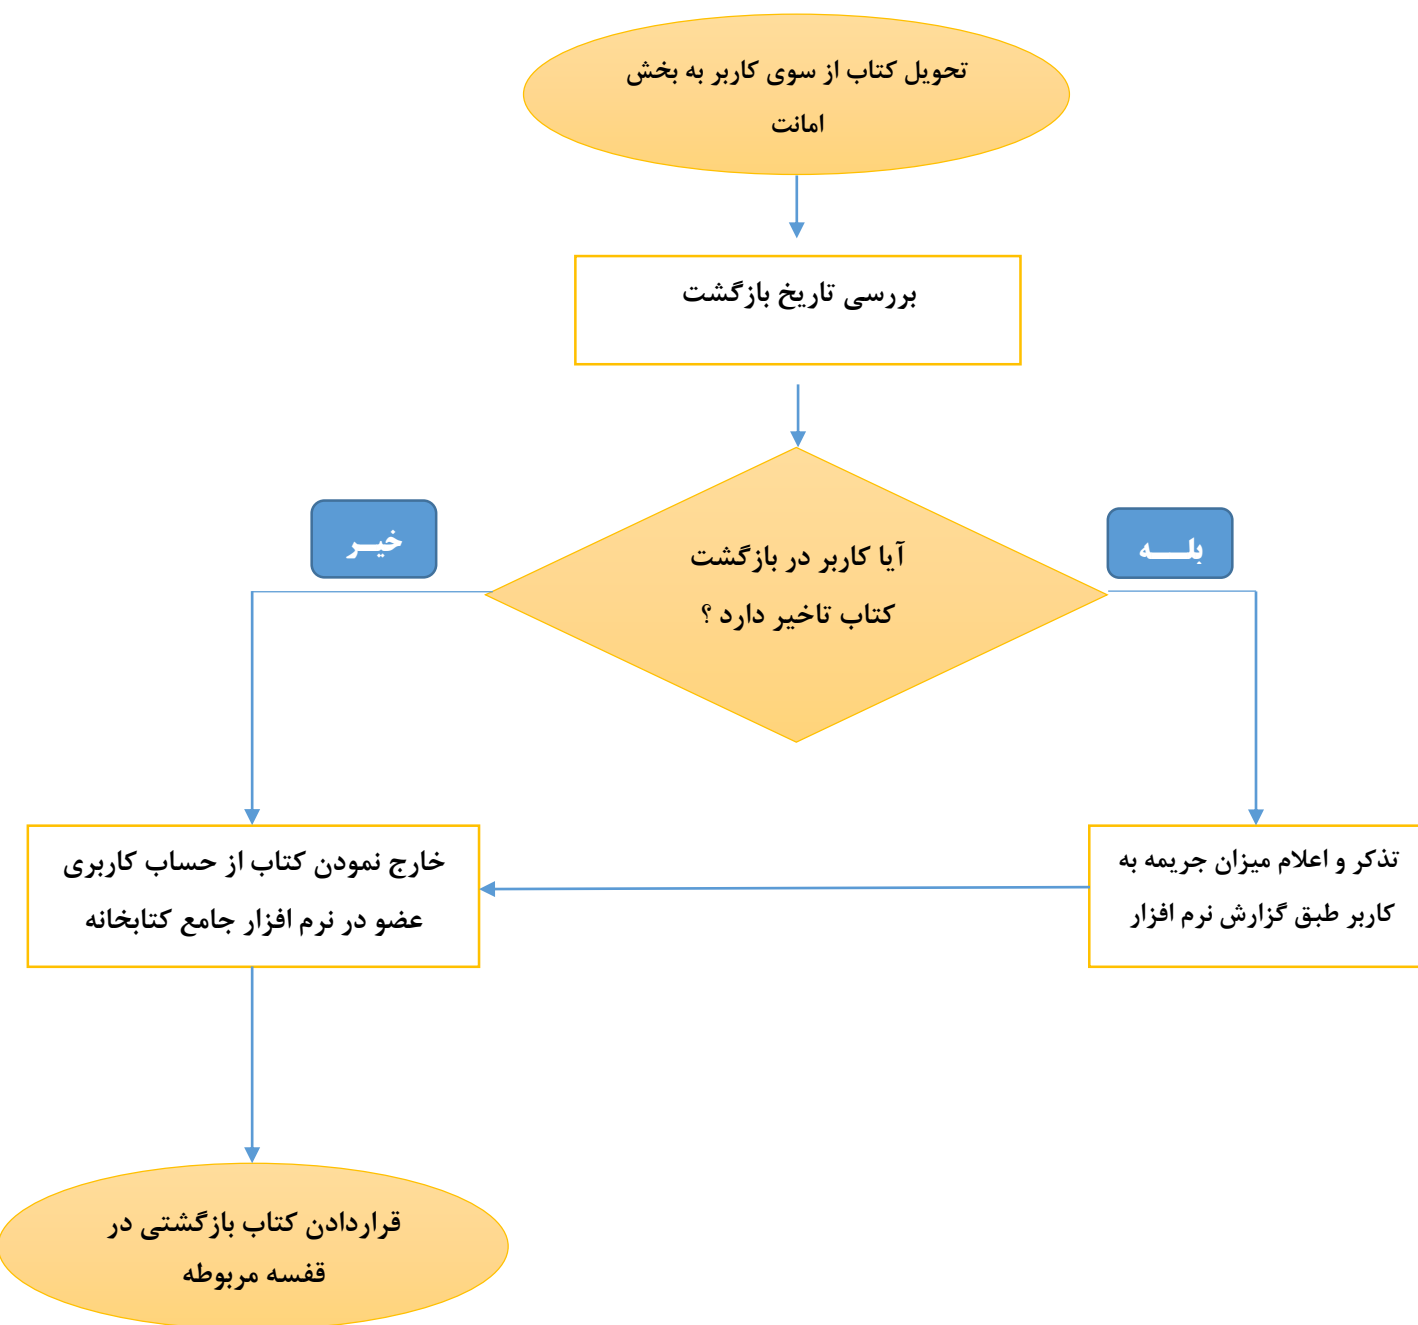 تحویل کتاب از سوی کاربر به بخش
امانت
بررسی تاریخ بازگشت
آیا کاربر در بازگشت
کتاب تاخیر دارد ؟
بلـــــه
خیـــر
تذکر و اعلام میزان جریمه به
کاربر طبق گزارش نرم افزار
خارج نمودن کتاب از حساب کاربری
عضو در نرم افزار جامع کتابخانه
قراردادن کتاب بازگشتی در
قفسه مربوطه